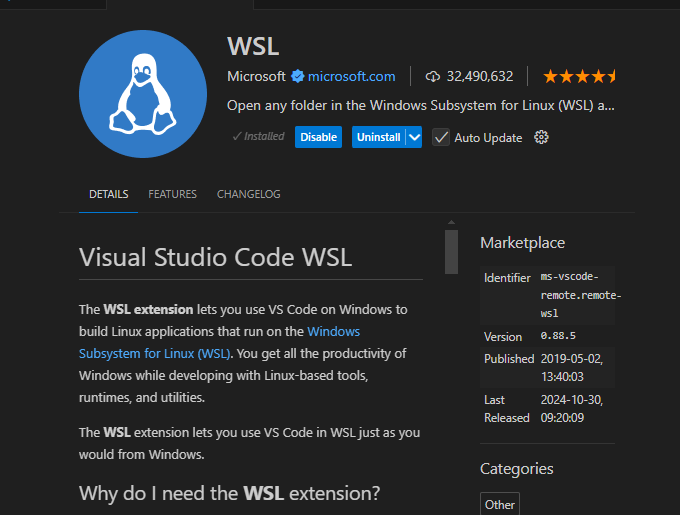 WSL
Microsoft microsoft.com 32,490,632
Open any folder in the Windows Subsystem for Linux (WSL) a...
Installed Disable Uninstall Auto Update
DETAILS FEATURES CHANGELOG
Visual Studio Code WSL
The WSL extension lets you use VS Code on Windows to
build Linux applications that run on the Windows
Subsystem for Linux (WSL). You get all the productivity of
Windows while developing with Linux-based tools,
runtimes, and utilities.
The WSL extension lets you use VS Code in WSL just as you
would from Windows.
Why do I need the WSL extension?
Marketplace
Identifier ms-vscode-
remote.remote-
wsl
Version 0.88.5
Published 2019-05-02,
13:40:03
Last 2024-10-30,
Released 09:20:09
Categories
Other